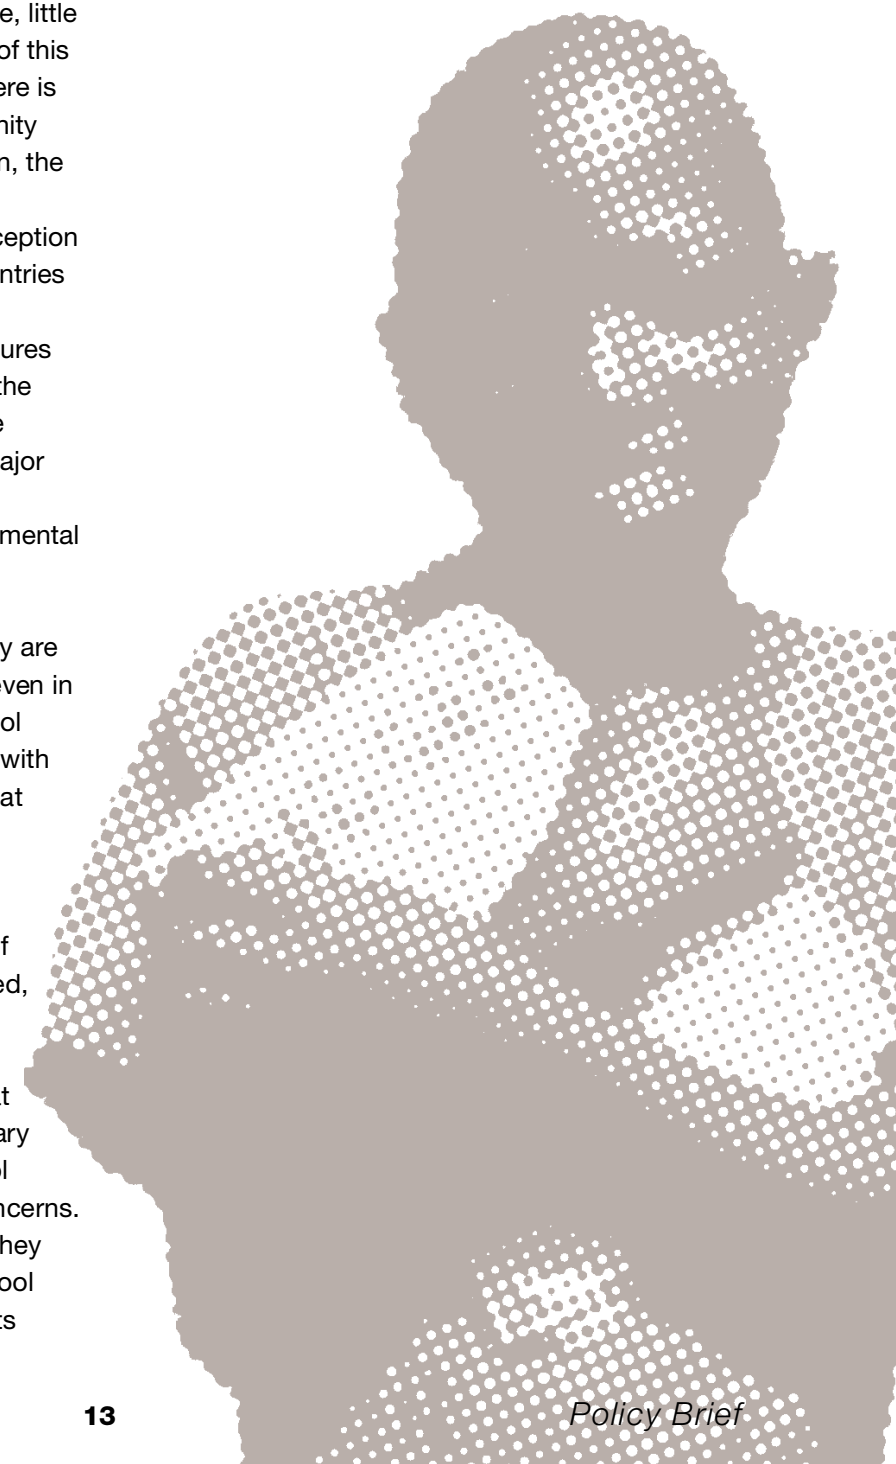 e, little
of this
ere is
nity
n, the
ception
ntries
ures
the
e
ajor
mental
y are
even in
ol
with
at
f
ed,
t
ary
ol
ncerns.
hey
ool
ts
13 Policy Brief